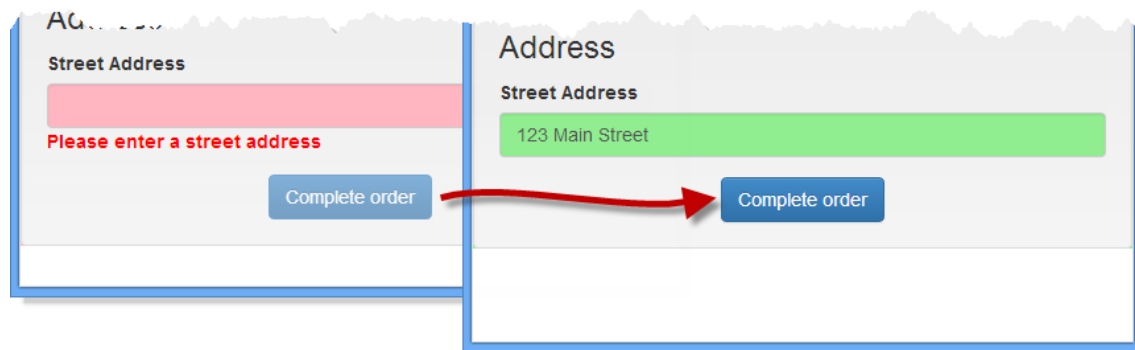 Street Address
Please enter a street address
Complete order
Address
Street Address
123 Main Street
Complete order